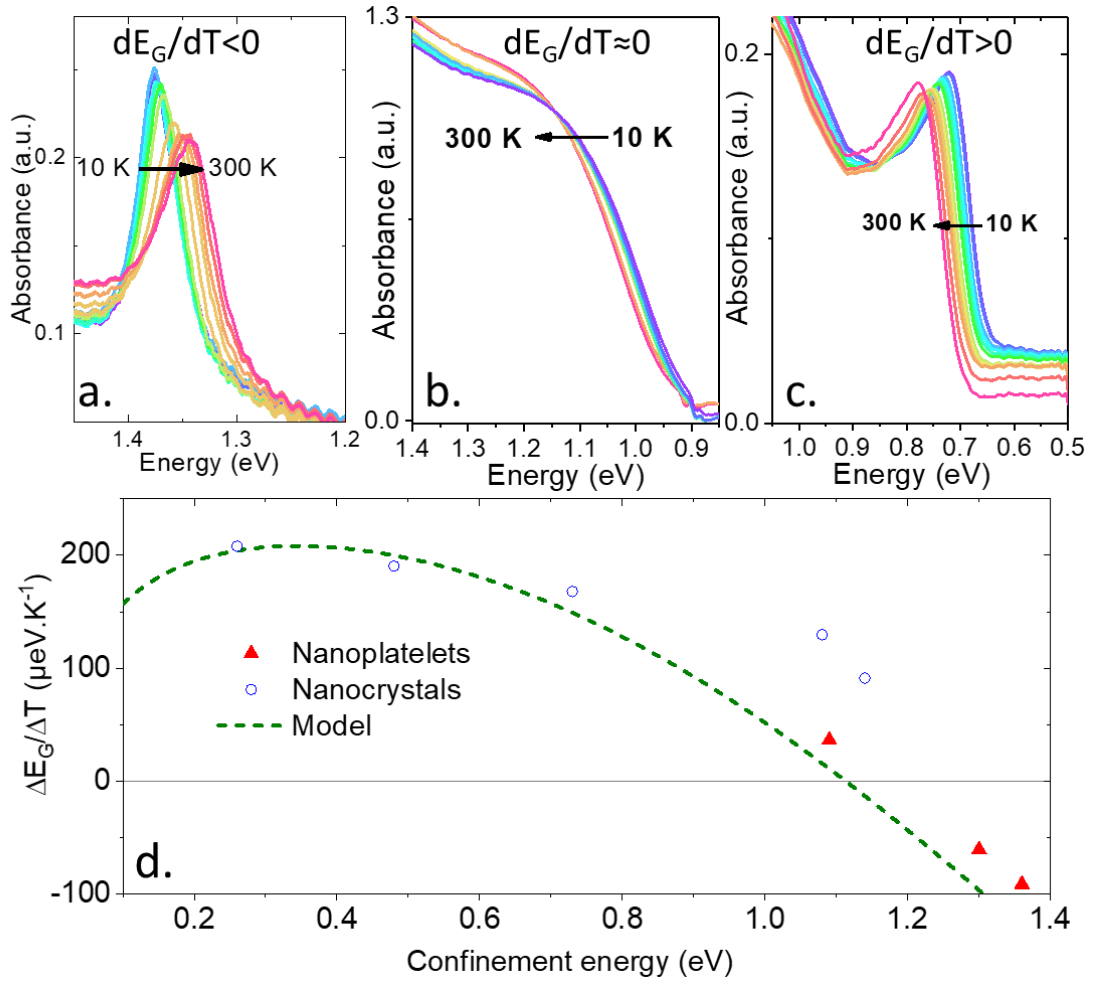 dE_G/dT<0
Absorbance (a.u.)
0.2
0.1
10 K
300 K
a.
1.4 1.3 1.2
Energy (eV)
dE_G/dT≈0
Absorbance (a.u.)
1.3
0.0
300 K
10 K
b.
1.4 1.3 1.2 1.1 1.0 0.9
Energy (eV)
dE_G/dT>0
Absorbance (a.u.)
0.2
0.1
0.0
300 K
10 K
c.
1.0 0.9 0.8 0.7 0.6 0.5
Energy (eV)
ΔE_G/ΔT (μeV.K⁻¹)
200
100
0
-100
Nanoplatelets
Nanocrystals
Model
d.
0.2 0.4 0.6 0.8 1.0 1.2 1.4
Confinement energy (eV)